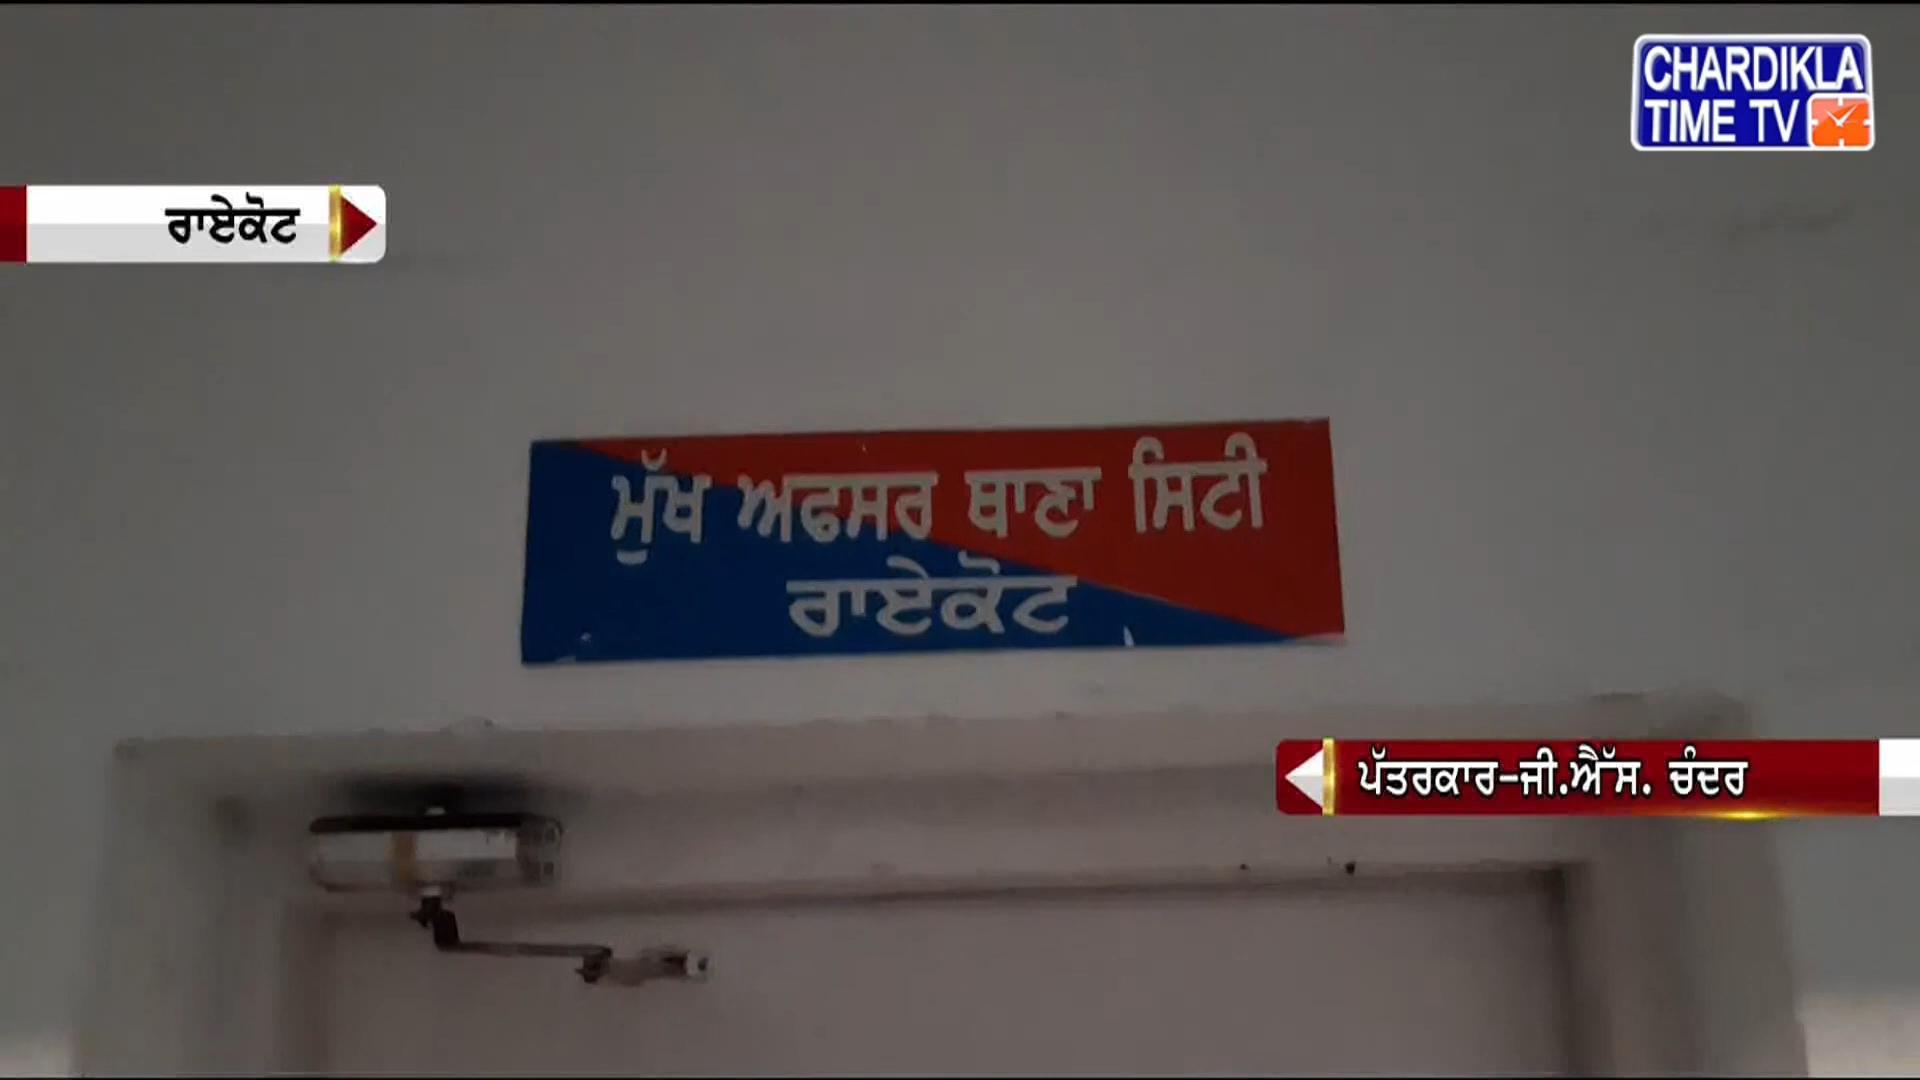 CHARDIKLA
TIME TV
ਰਾਏਕੋਟ
ਮੁੱਖ ਅਫਸਰ ਥਾਣਾ ਸਿਟੀ
ਰਾਏਕੋਟ
ਪੱਤਰਕਾਰ-ਜੀ.ਐੱਸ. ਚੰਦਰ